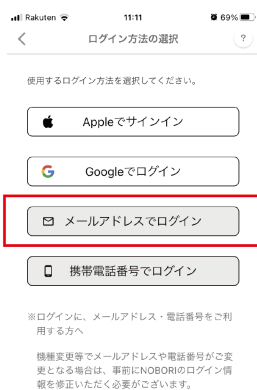 Rakuten 11:11 69%
ログイン方法の選択 ?
使用するログイン方法を選択してください。
Appleでサインイン
Googleでログイン
メールアドレスでログイン
携帯電話番号でログイン
※ログインに、メールアドレス・電話番号をご利
用する方へ
機種変更等でメールアドレスや電話番号がご変
更となる場合は、事前にNOBORIのログイン情
報を修正いただく必要がございます。